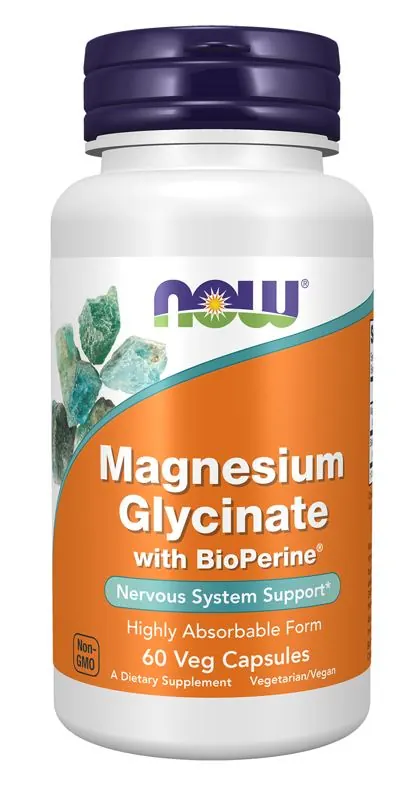 NOW®
Magnesium
Glycinate
with BioPerine®
Nervous System Support*
Highly Absorbable Form
60 Veg Capsules
Non-
GMO
A Dietary Supplement Vegetarian/Vegan